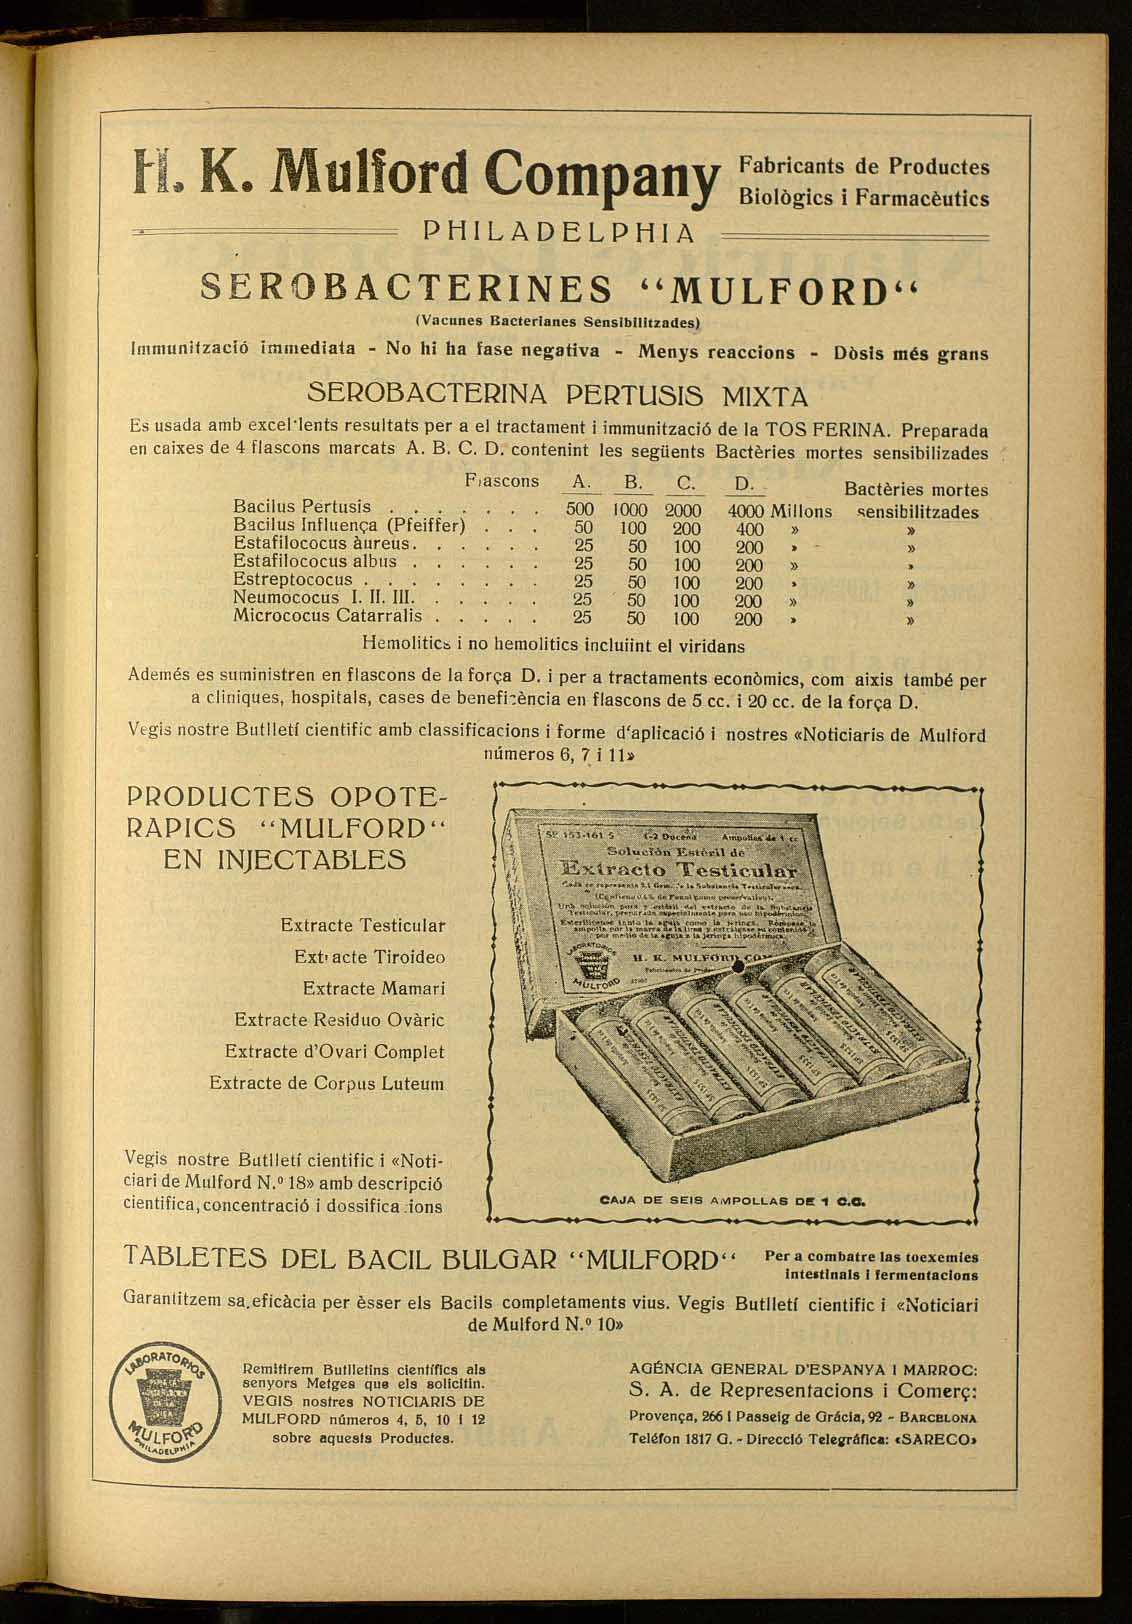 H. K. Mulford Company
Fabricants de Productes
Biològics i Farmacèutics
PHILADELPHIA
SEROBACTERINES “MULFORD“
(Vacunes Bacterianes Sensibilitzades)
Immunització immediata - No hi ha fase negativa - Menys reaccions - Dòsis més grans
SEROBACTERINA PERTUSIS MIXTA
Es usada amb excel·lents resultats per a el tractament i immunització de la TOS FERINA. Preparada
en caixes de 4 flascons marcats A. B. C. D. contenint les següents Bactèries mortes sensibilizades
Flascons A. B. C. D. Bactèries mortes
Bacilus Pertusis . . . . . . . 500 1000 2000 4000 Millons sensibilitzades
Bacilus Influença (Pfeiffer) . . . 50 100 200 400 » »
Estafilococus àureus. . . . . . 25 50 100 200 » »
Estafilococus albus . . . . . . 25 50 100 200 » »
Estreptococus . . . . . . . . 25 50 100 200 » »
Neumococus I. II. III. . . . . . 25 50 100 200 » »
Micrococus Catarralis . . . . . 25 50 100 200 » »
Hemolitics i no hemolitics incluiint el viridans
Ademés es suministren en flascons de la força D. i per a tractaments econòmics, com aixis també per
a cliniques, hospitals, cases de beneficència en flascons de 5 cc. i 20 cc. de la força D.
Vegis nostre Butlletí cientific amb classificacions i forme d'aplicació i nostres «Noticiaris de Mulford
números 6, 7 i 11»
PRODUCTES OPOTE-
RAPICS “MULFORD“
EN INJECTABLES
Extracte Testicular
Extracte Tiroideo
Extracte Mamari
Extracte Residuo Ovàric
Extracte d'Ovari Complet
Extracte de Corpus Luteum
Vegis nostre Butlletí cientific i «Noti-
ciari de Mulford N.º 18» amb descripció
cientifica, concentració i dossificacions
Ampollas de 1 cc
Solución Estéril de
Extracto Testicular
LABORATORIOS
MULFORD
H. K. MULFORD
CAJA DE SEIS AMPOLLAS DE 1 C.C.
TABLETES DEL BACIL BULGAR “MULFORD“
Per a combatre las toexemies
intestinals i fermentacions
Garantitzem sa eficàcia per èsser els Bacils completaments vius. Vegis Butlletí cientific i «Noticiari
de Mulford N.º 10»
LABORATORIOS
MULFORD
PHILADELPHIA
Remitirem Butlletins científics als
senyors Metges que els solicitin.
VEGIS nostres NOTICIARIS DE
MULFORD números 4, 5, 10 i 12
sobre aquests Productes.
AGÉNCIA GENERAL D'ESPANYA I MARROC:
S. A. de Representacions i Comerç:
Provença, 266 i Passeig de Grácia, 92 - BARCELONA
Teléfon 1817 G. - Direcció Telegráfica: «SARECO»